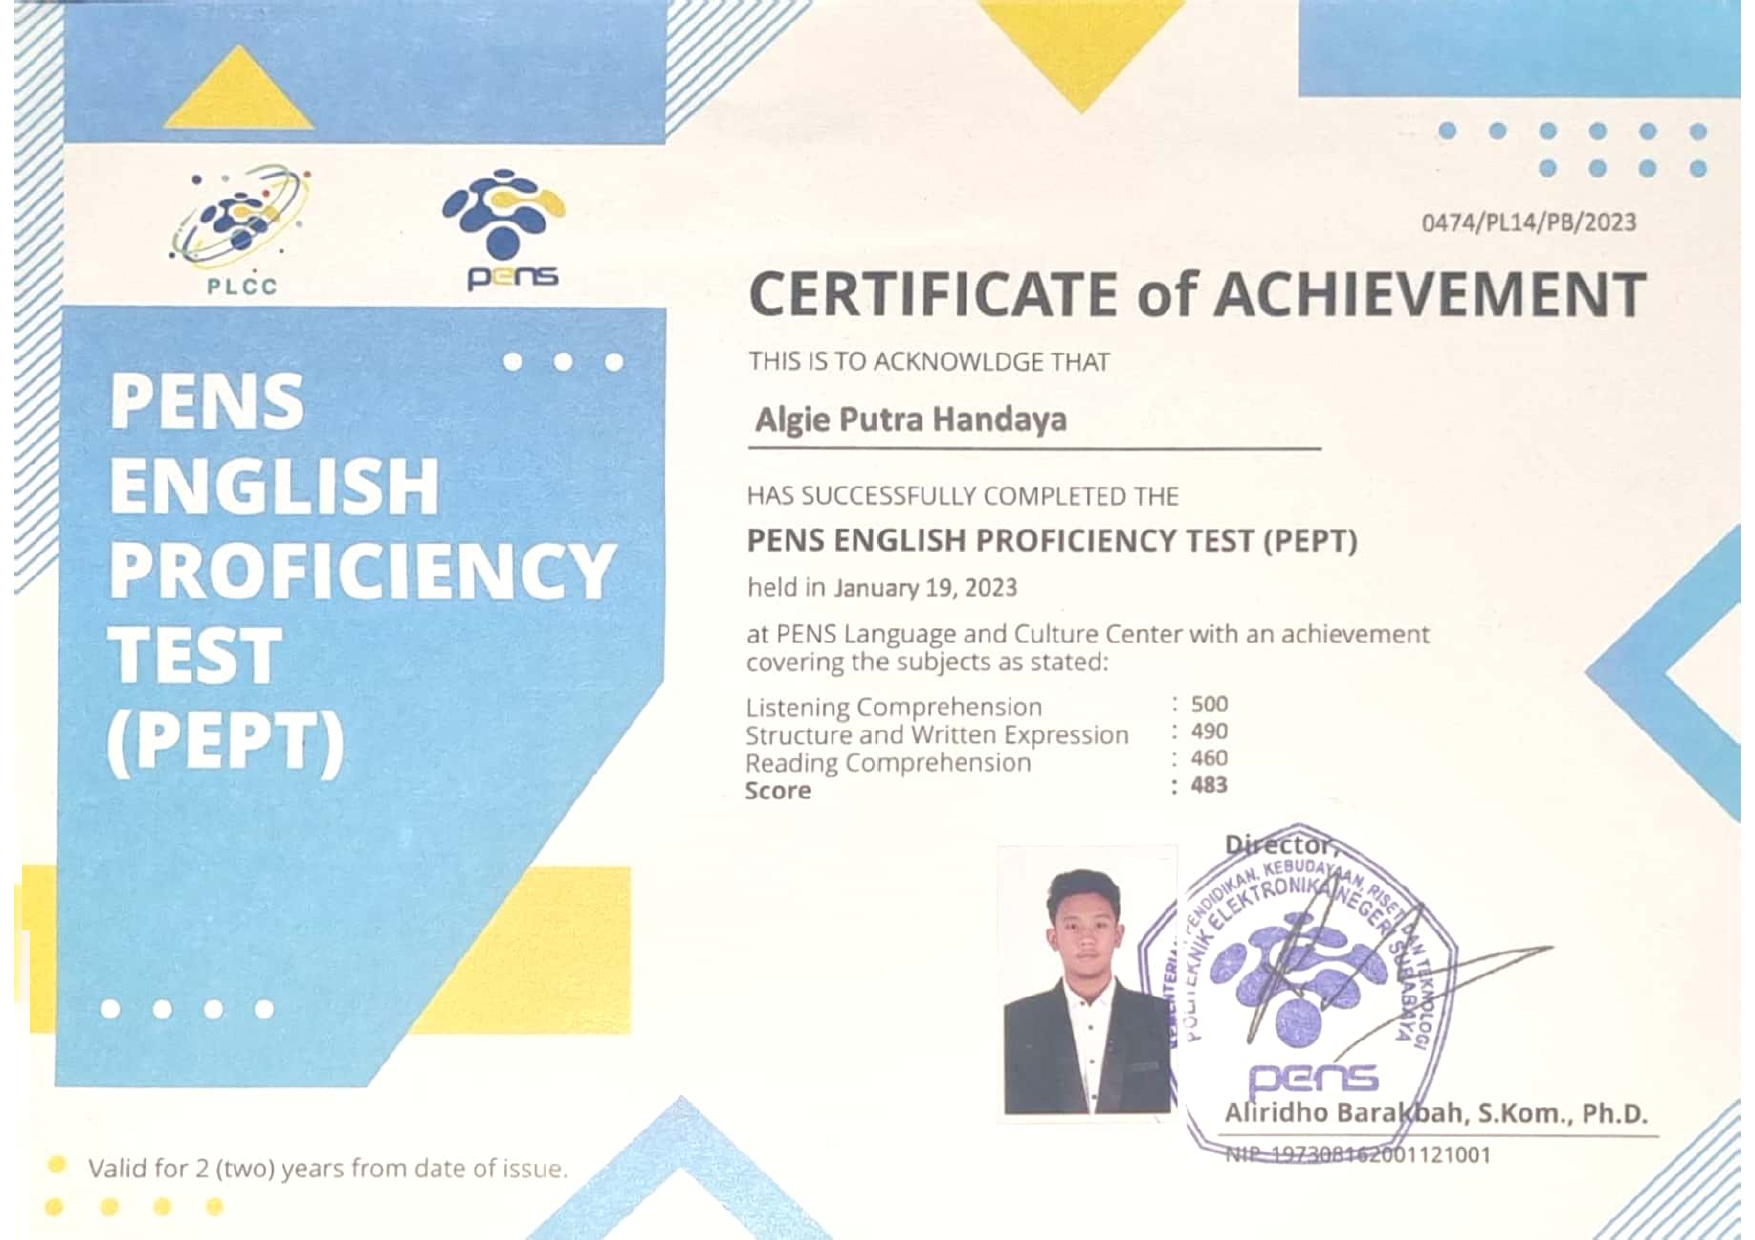 PLCC
pens
PENS
ENGLISH
PROFICIENCY
TEST
(PEPT)
Valid for 2 (two) years from date of issue.
0474/PL14/PB/2023
CERTIFICATE of ACHIEVEMENT
THIS IS TO ACKNOWLDGE THAT
Algie Putra Handaya
HAS SUCCESSFULLY COMPLETED THE
PENS ENGLISH PROFICIENCY TEST (PEPT)
held in January 19, 2023
at PENS Language and Culture Center with an achievement
covering the subjects as stated:
Listening Comprehension : 500
Structure and Written Expression : 490
Reading Comprehension : 460
Score : 483
Director,
PENDIDIKAN, KEBUDAYAAN, RISET DAN TEKNOLOGI
POLITEKNIK ELEKTRONIKA NEGERI SURABAYA
pens
Aliridho Barakbah, S.Kom., Ph.D.
NIP 197308162001121001